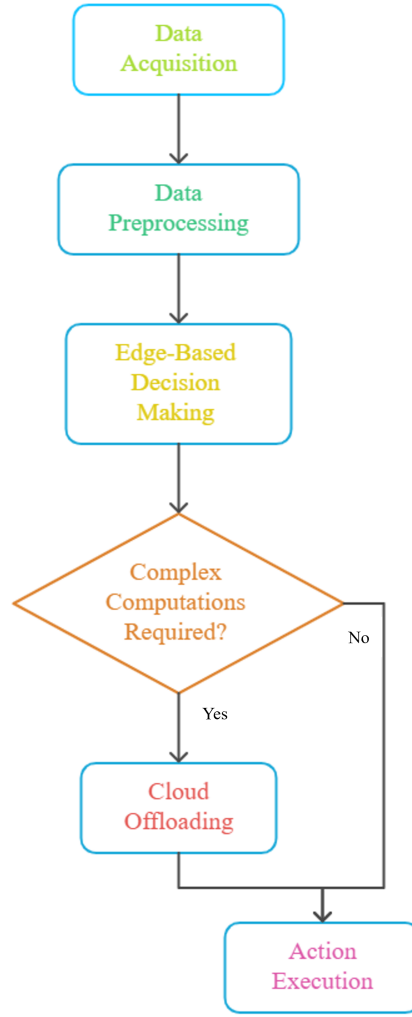 Data
Acquisition
Data
Preprocessing
Edge-Based
Decision
Making
Complex
Computations
Required?
No
Yes
Cloud
Offloading
Action
Execution